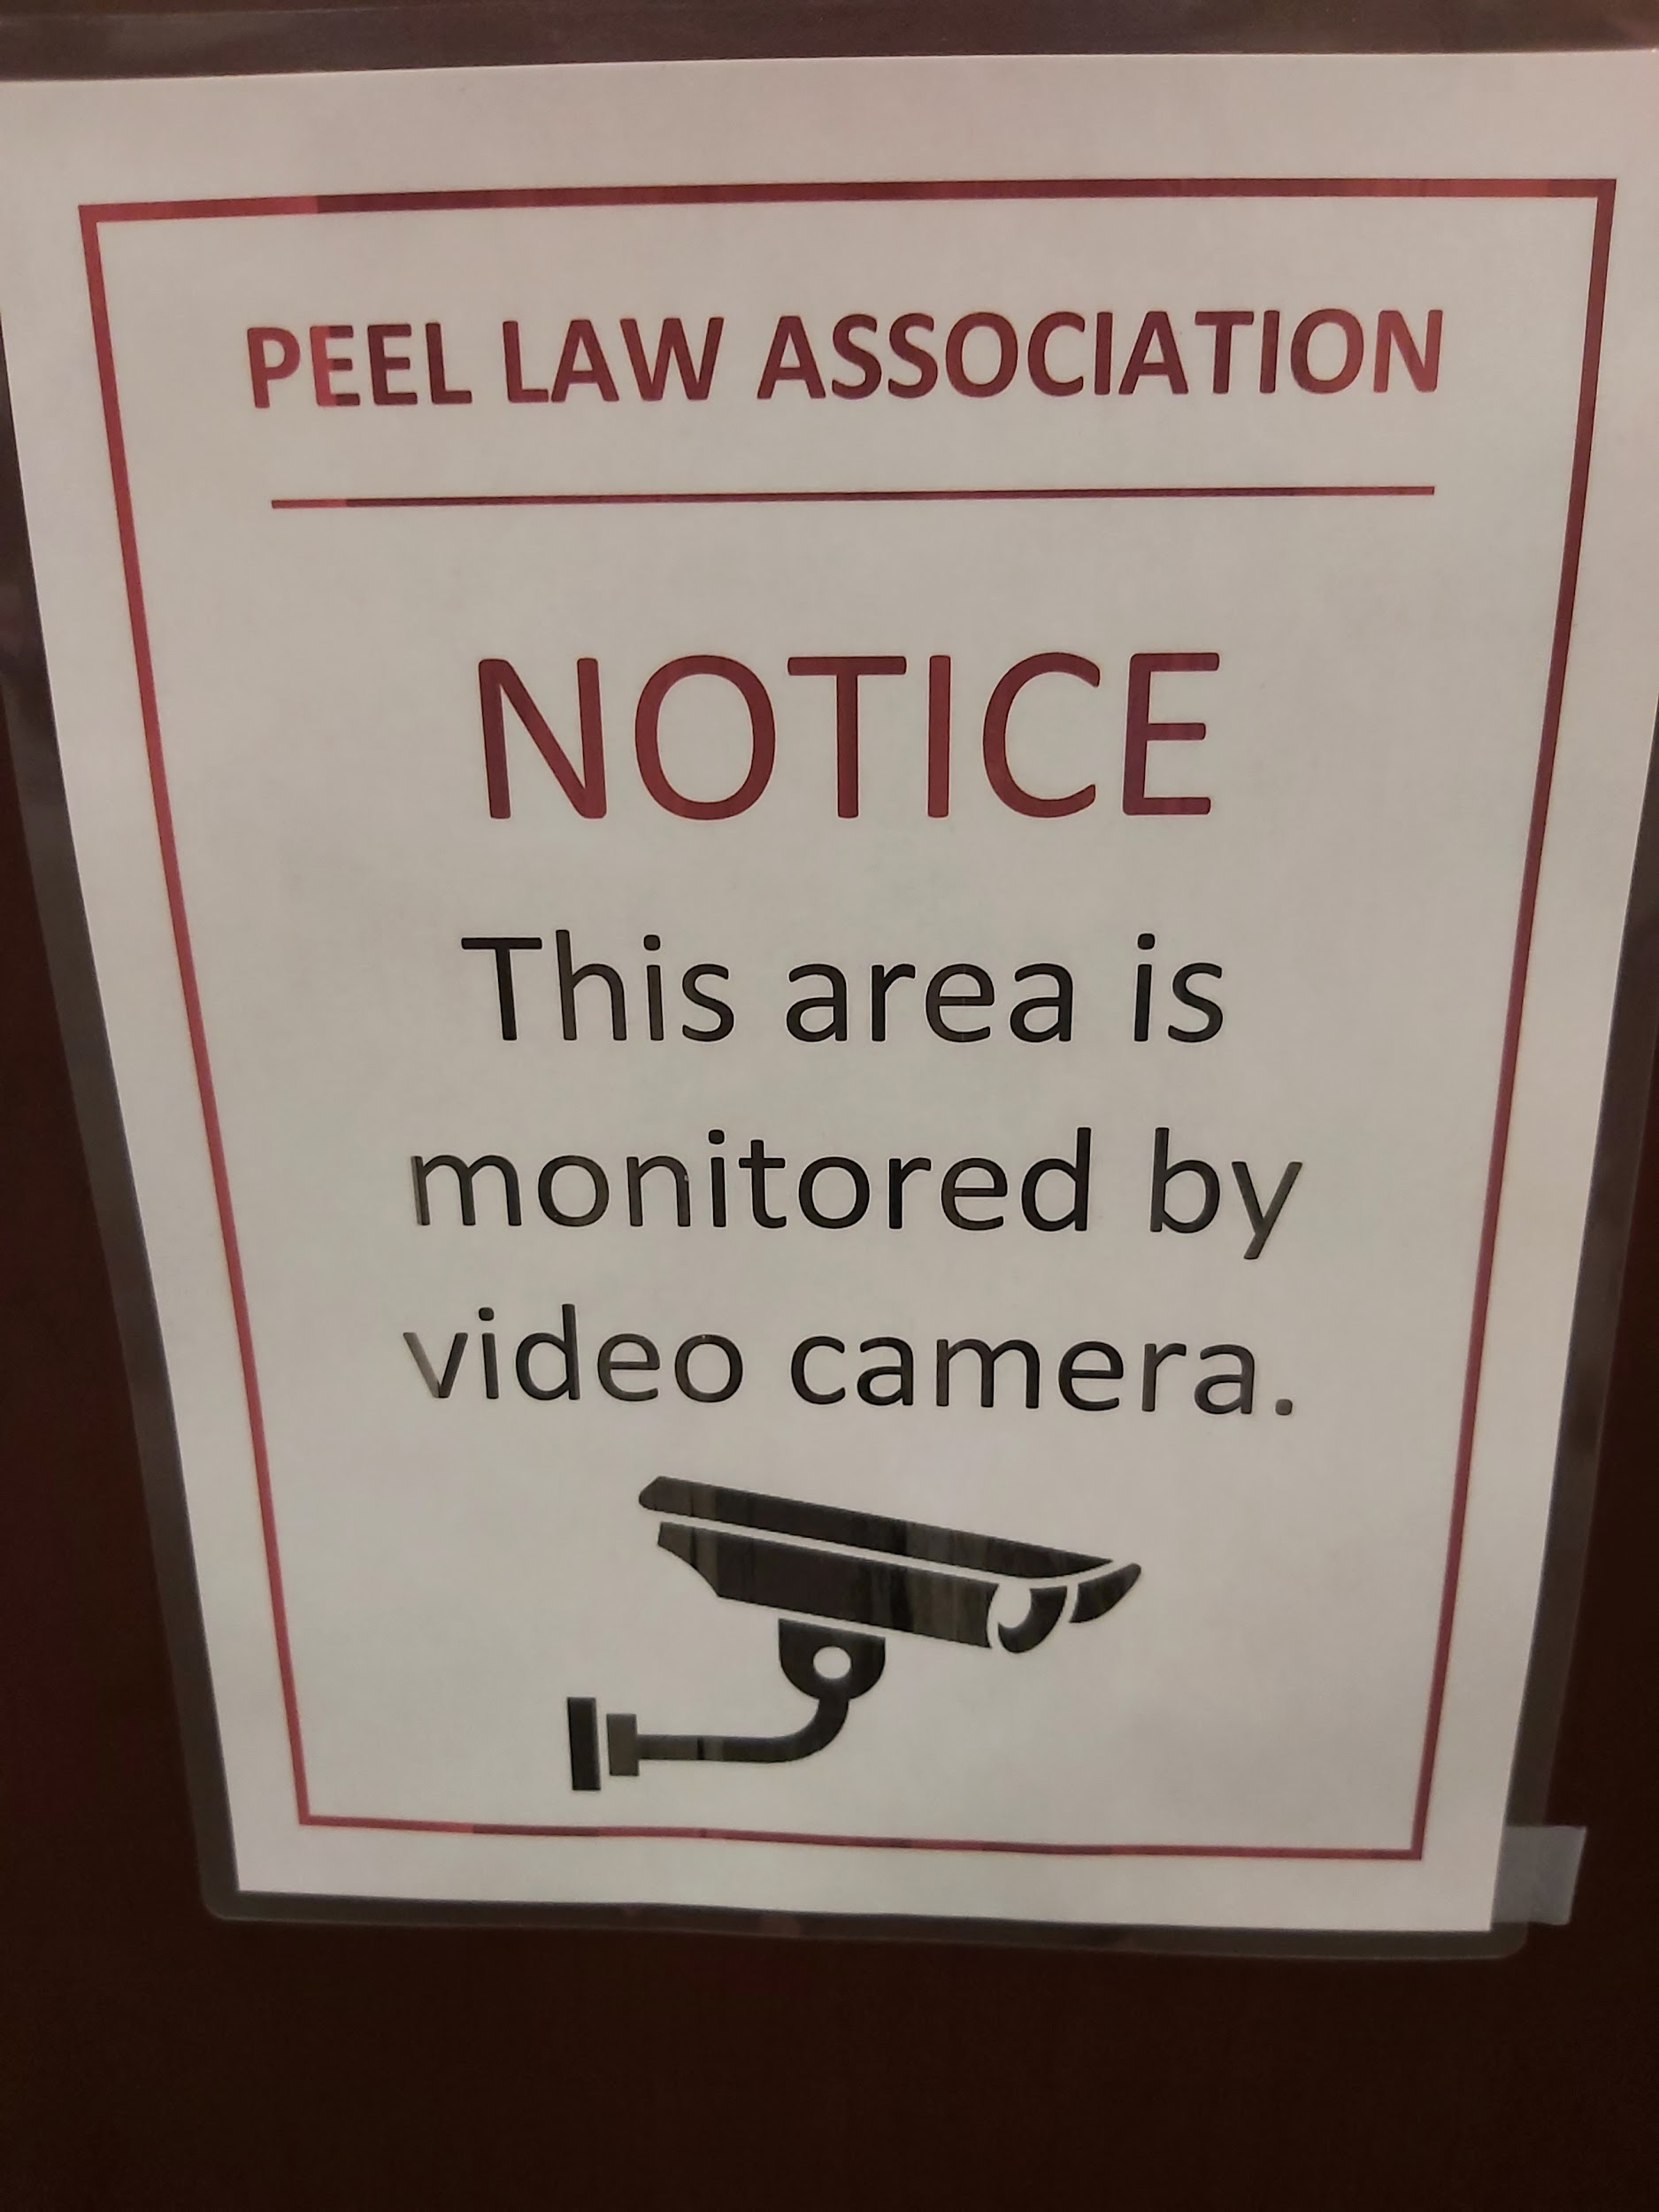 PEEL LAW ASSOCIATION
NOTICE
This area is
monitored by
video camera.